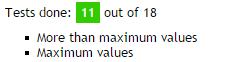 Tests done: 11 out of 18
More than maximum values
Maximum values